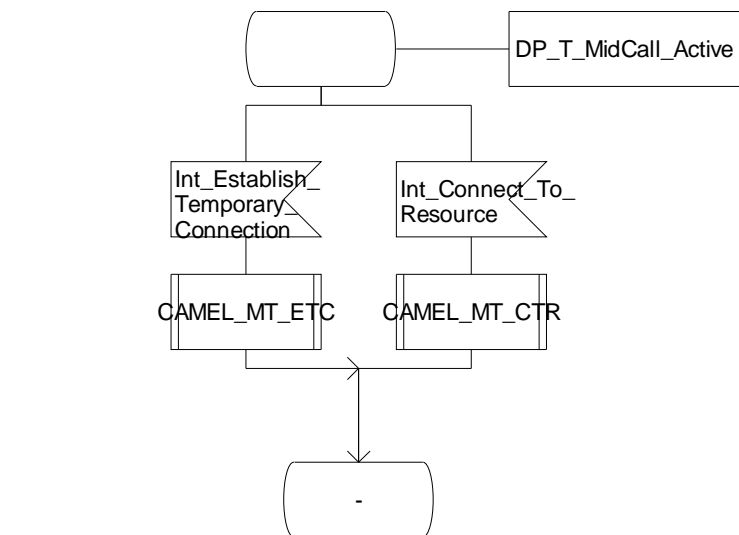 DP_T_MidCall_Active
Int_Establish_
Temporary_
Connection
Int_Connect_To_
Resource
CAMEL_MT_ETC
CAMEL_MT_CTR
-